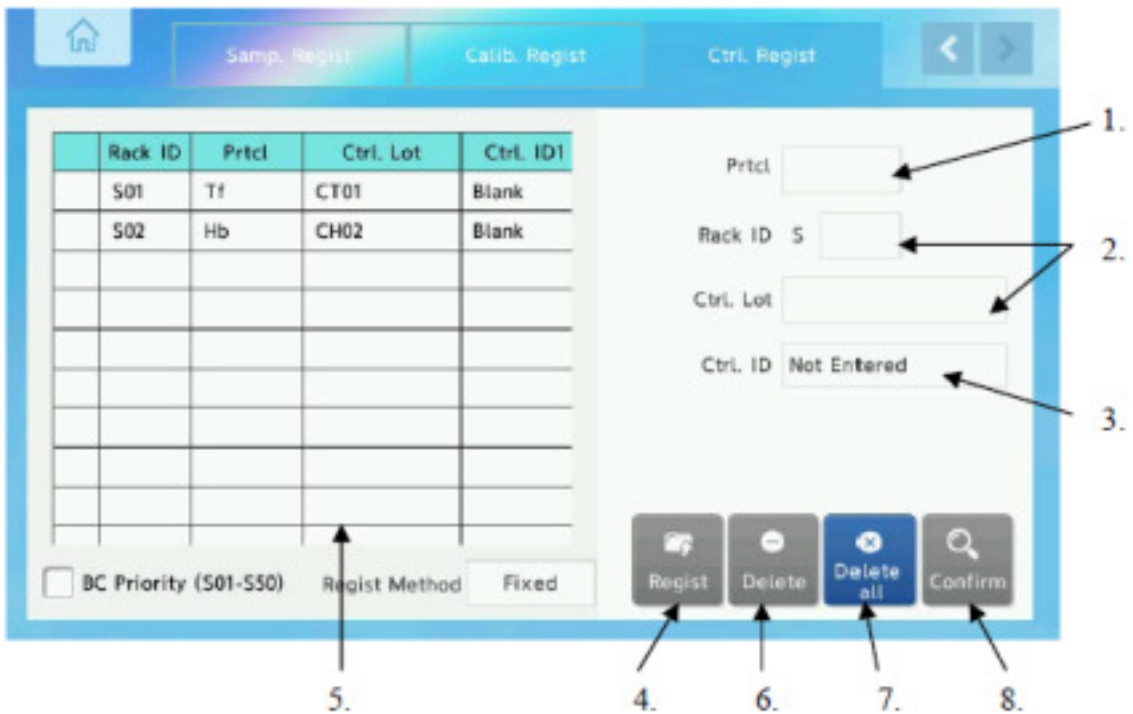 Samp. Regist Calib. Regist Ctrl. Regist
1.
Rack ID Prtcl Ctrl. Lot Ctrl. ID1
S01 Tf CT01 Blank
S02 Hb CH02 Blank
Prtcl
Rack ID S
2.
Ctrl. Lot
Ctrl. ID Not Entered
3.
BC Priority (S01-S50) Regist Method Fixed
Regist Delete Delete all Confirm
5. 4. 6. 7. 8.